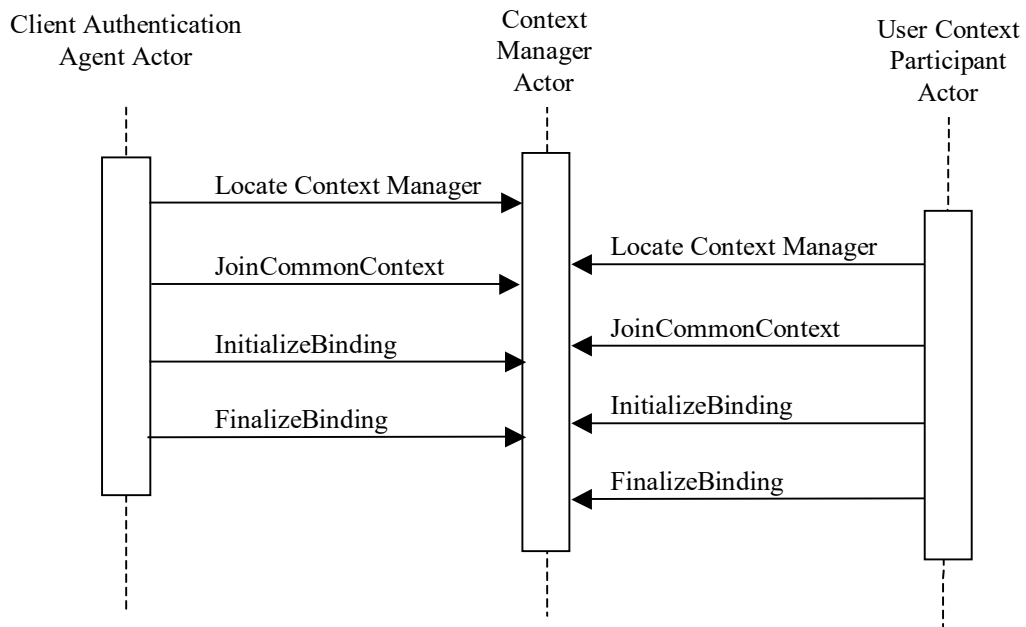 Client Authentication
Agent Actor
Context
Manager
Actor
User Context
Participant
Actor
Locate Context Manager
JoinCommonContext
InitializeBinding
FinalizeBinding
Locate Context Manager
JoinCommonContext
InitializeBinding
FinalizeBinding